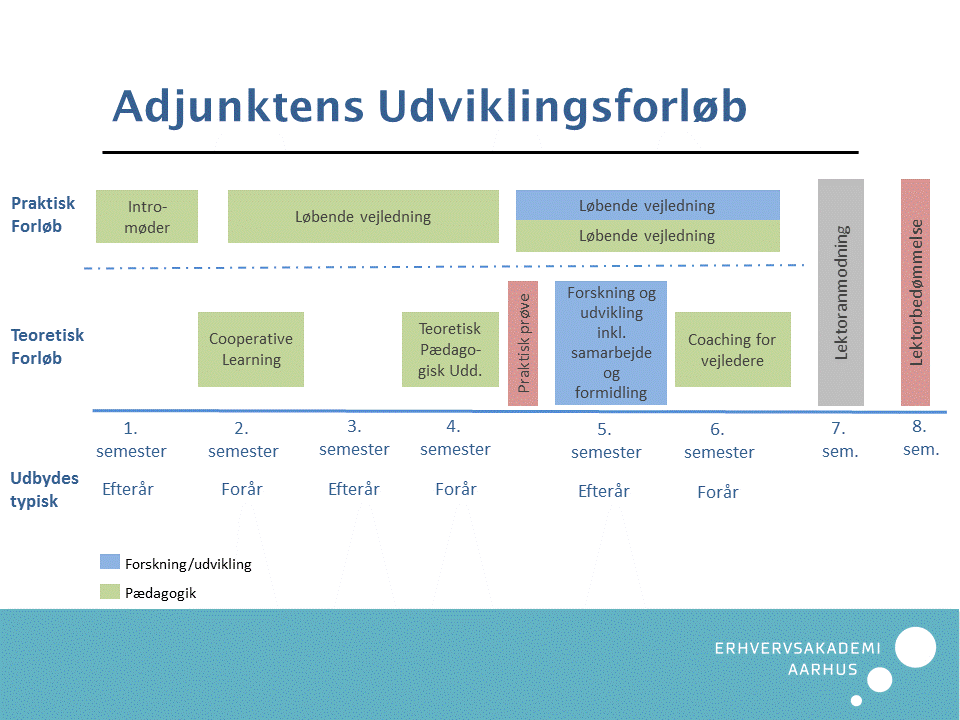 Adjunktens Udviklingsforløb
Praktisk
Forløb
Intro-
møder
Løbende vejledning
Løbende vejledning
Løbende vejledning
Lektoranmodning
Lektorbedømmelse
Teoretisk
Forløb
Cooperative
Learning
Teoretisk
Pædago-
gisk Udd.
Praktisk prøve
Forskning og
udvikling
inkl.
samarbejde
og
formidling
Coaching for
vejledere
1.
semester
2.
semester
3.
semester
4.
semester
5.
semester
6.
semester
7.
sem.
8.
sem.
Udbydes
typisk
Efterår
Forår
Efterår
Forår
Efterår
Forår
Forskning/udvikling
Pædagogik
ERHVERVSAKADEMI
AARHUS